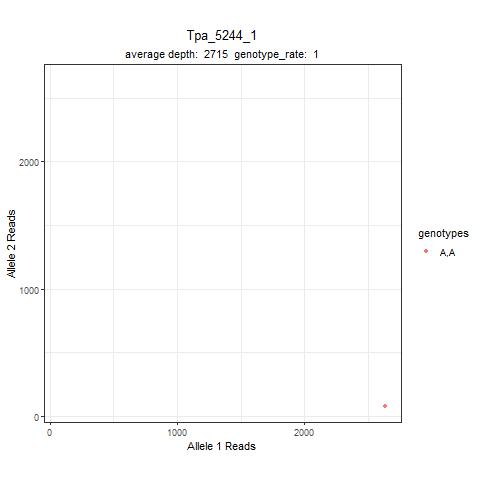 Tpa_5244_1
average depth: 2715 genotype_rate: 1
2000
1000
0
Allele 2 Reads
0 1000 2000
Allele 1 Reads
genotypes
A,A